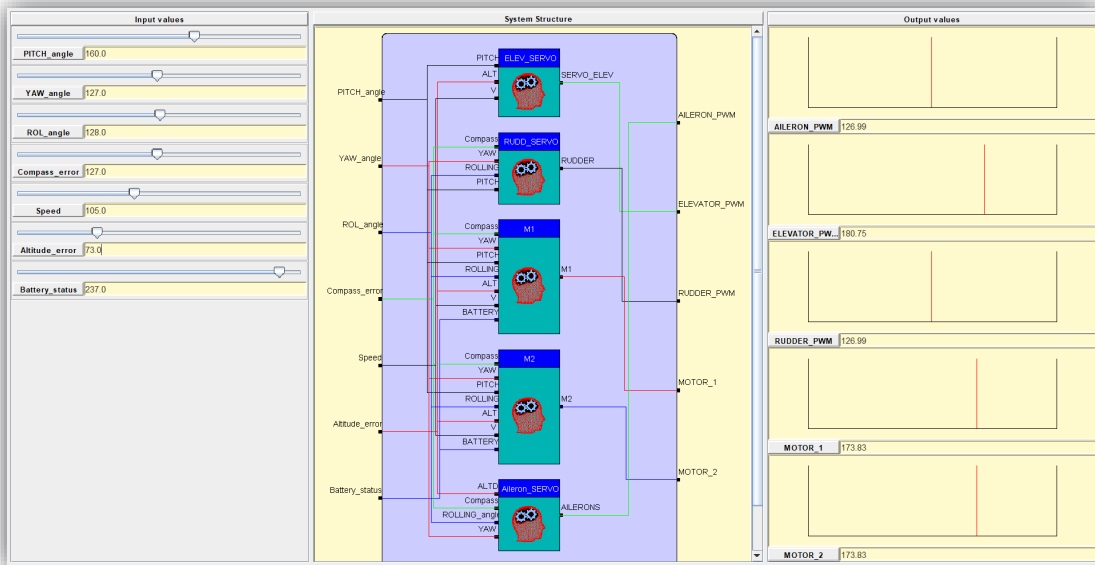 Input values
PITCH_angle 160.0
YAW_angle 127.0
ROL_angle 128.0
Compass_error 127.0
Speed 105.0
Altitude_error 73.0
Battery_status 237.0
System Structure
PITCH_angle
YAW_angle
ROL_angle
Compass_error
Speed
Altitude_error
Battery_status
ELEV_SERVO
PITCH
ALT
V
SERVO_ELEV
RUDD_SERVO
Compass
YAW
ROLLING
PITCH
RUDDER
M1
Compass
YAW
PITCH
ROLLING
ALT
V
BATTERY
M1
M2
Compass
YAW
PITCH
ROLLING
ALT
V
BATTERY
M2
Aileron_SERVO
ALTD
Compass
ROLLING_angl
YAW
AILERONS
AILERON_PWM
ELEVATOR_PWM
RUDDER_PWM
MOTOR_1
MOTOR_2
Output values
AILERON_PWM 126.99
ELEVATOR_PW... 180.75
RUDDER_PWM 126.99
MOTOR_1 173.83
MOTOR_2 173.83